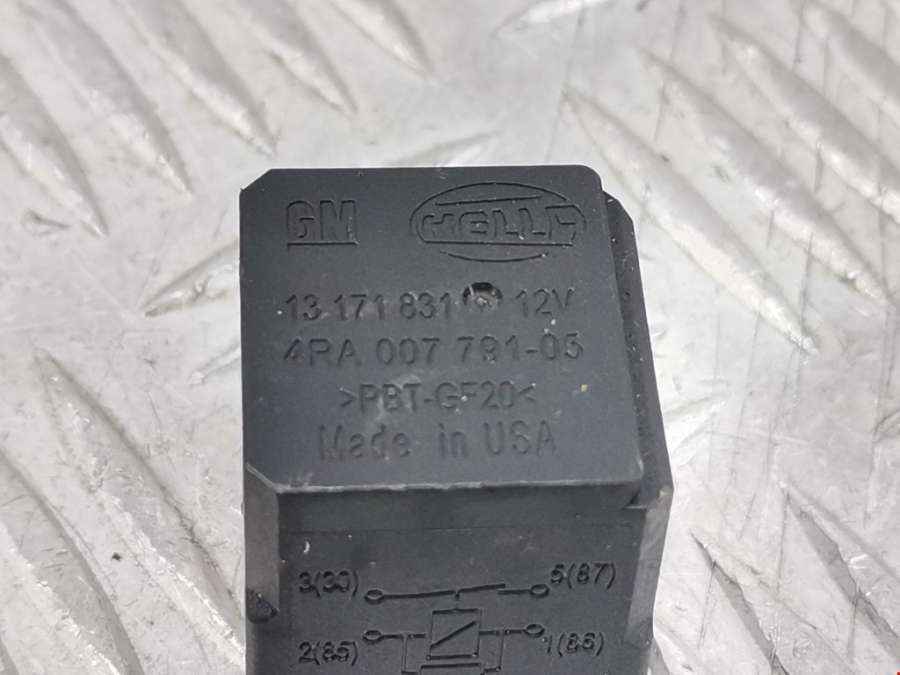 GM HELLA
13 171 831 12V
4RA 007 791-05
>PBT-GF20<
Made in USA
3(30) 5(87)
2(85) 1(86)